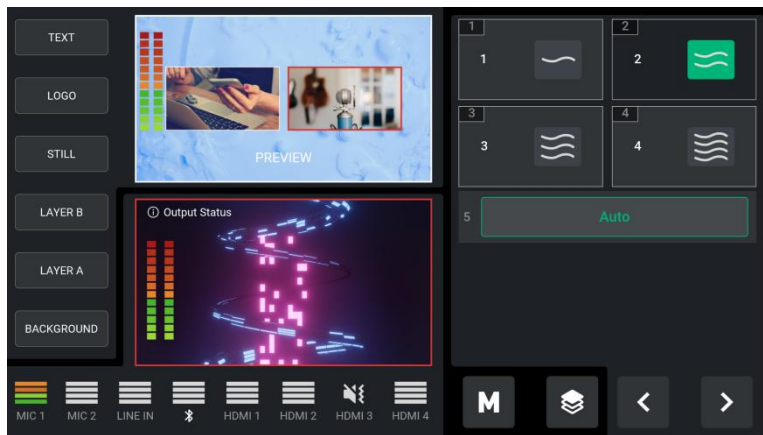 TEXT
LOGO
STILL
LAYER B
LAYER A
BACKGROUND
PREVIEW
Output Status
MIC 1
MIC 2
LINE IN
HDMI 1
HDMI 2
HDMI 3
HDMI 4
1
1
2
2
3
3
4
4
5
Auto
M